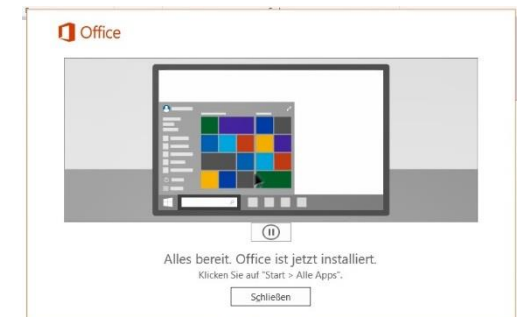 Office
Alles bereit. Office ist jetzt installiert.
Klicken Sie auf "Start > Alle Apps".
Schließen